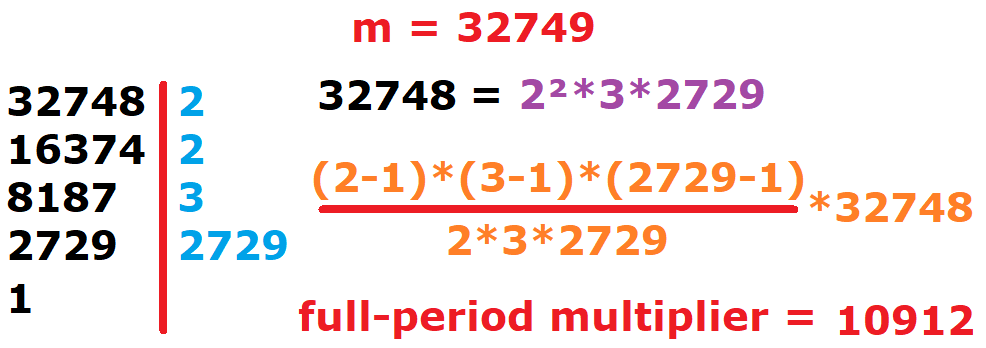 m = 32749
32748 2
16374 2
8187 3
2729 2729
1
32748 = 2²*3*2729
(2-1)*(3-1)*(2729-1)
2*3*2729
*32748
full-period multiplier = 10912